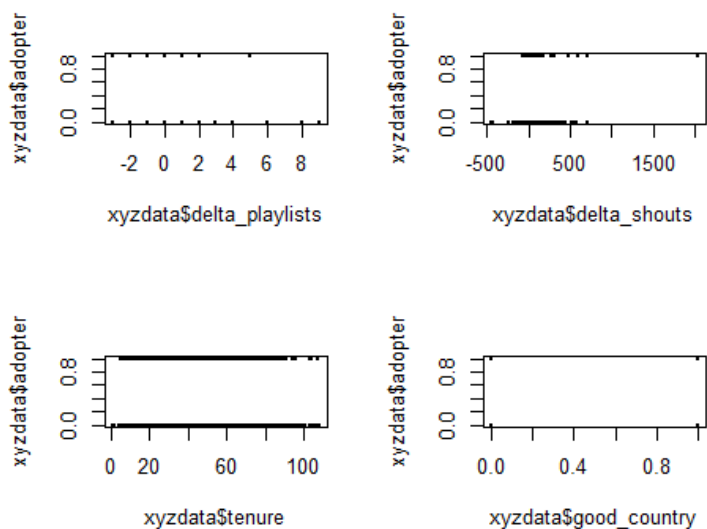 xyzdata$adopter
0.8
0.0
-2 0 2 4 6 8
xyzdata$delta_playlists
xyzdata$adopter
0.8
0.0
-500 500 1500
xyzdata$delta_shouts
xyzdata$adopter
0.8
0.0
0 20 60 100
xyzdata$tenure
xyzdata$adopter
0.8
0.0
0.0 0.4 0.8
xyzdata$good_country